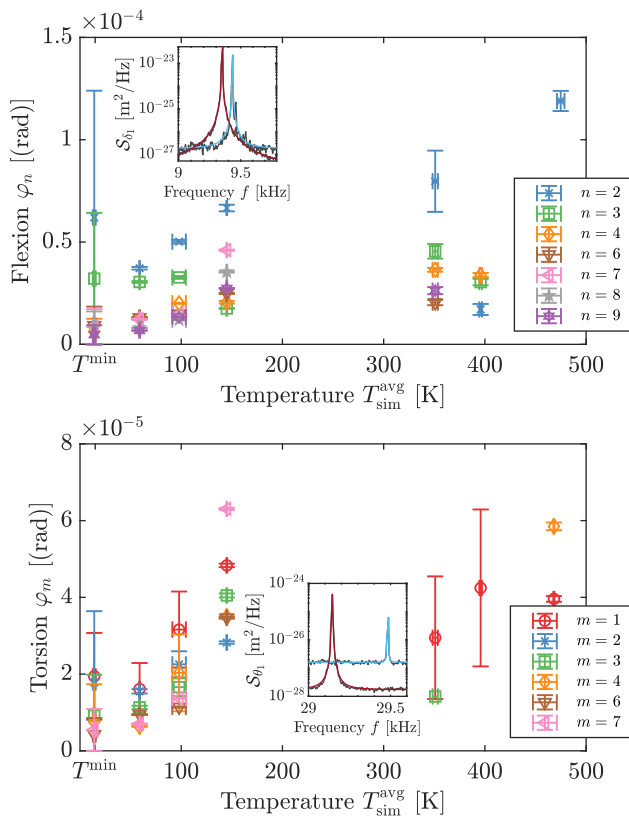 ×10⁻⁴
1.5
1
0.5
0
Flexion φₙ [(rad)]
Tᵐⁱⁿ 100 200 300 400 500
Temperature T_sim^avg [K]
10⁻²³
10⁻²⁵
10⁻²⁷
S_δ₁ [m²/Hz]
9 9.5
Frequency f [kHz]
n = 2
n = 3
n = 4
n = 6
n = 7
n = 8
n = 9
×10⁻⁵
8
6
4
2
0
Torsion φₘ [(rad)]
Tᵐⁱⁿ 100 200 300 400 500
Temperature T_sim^avg [K]
10⁻²⁴
10⁻²⁶
10⁻²⁸
S_θ₁ [m²/Hz]
29 29.5
Frequency f [kHz]
m = 1
m = 2
m = 3
m = 4
m = 6
m = 7